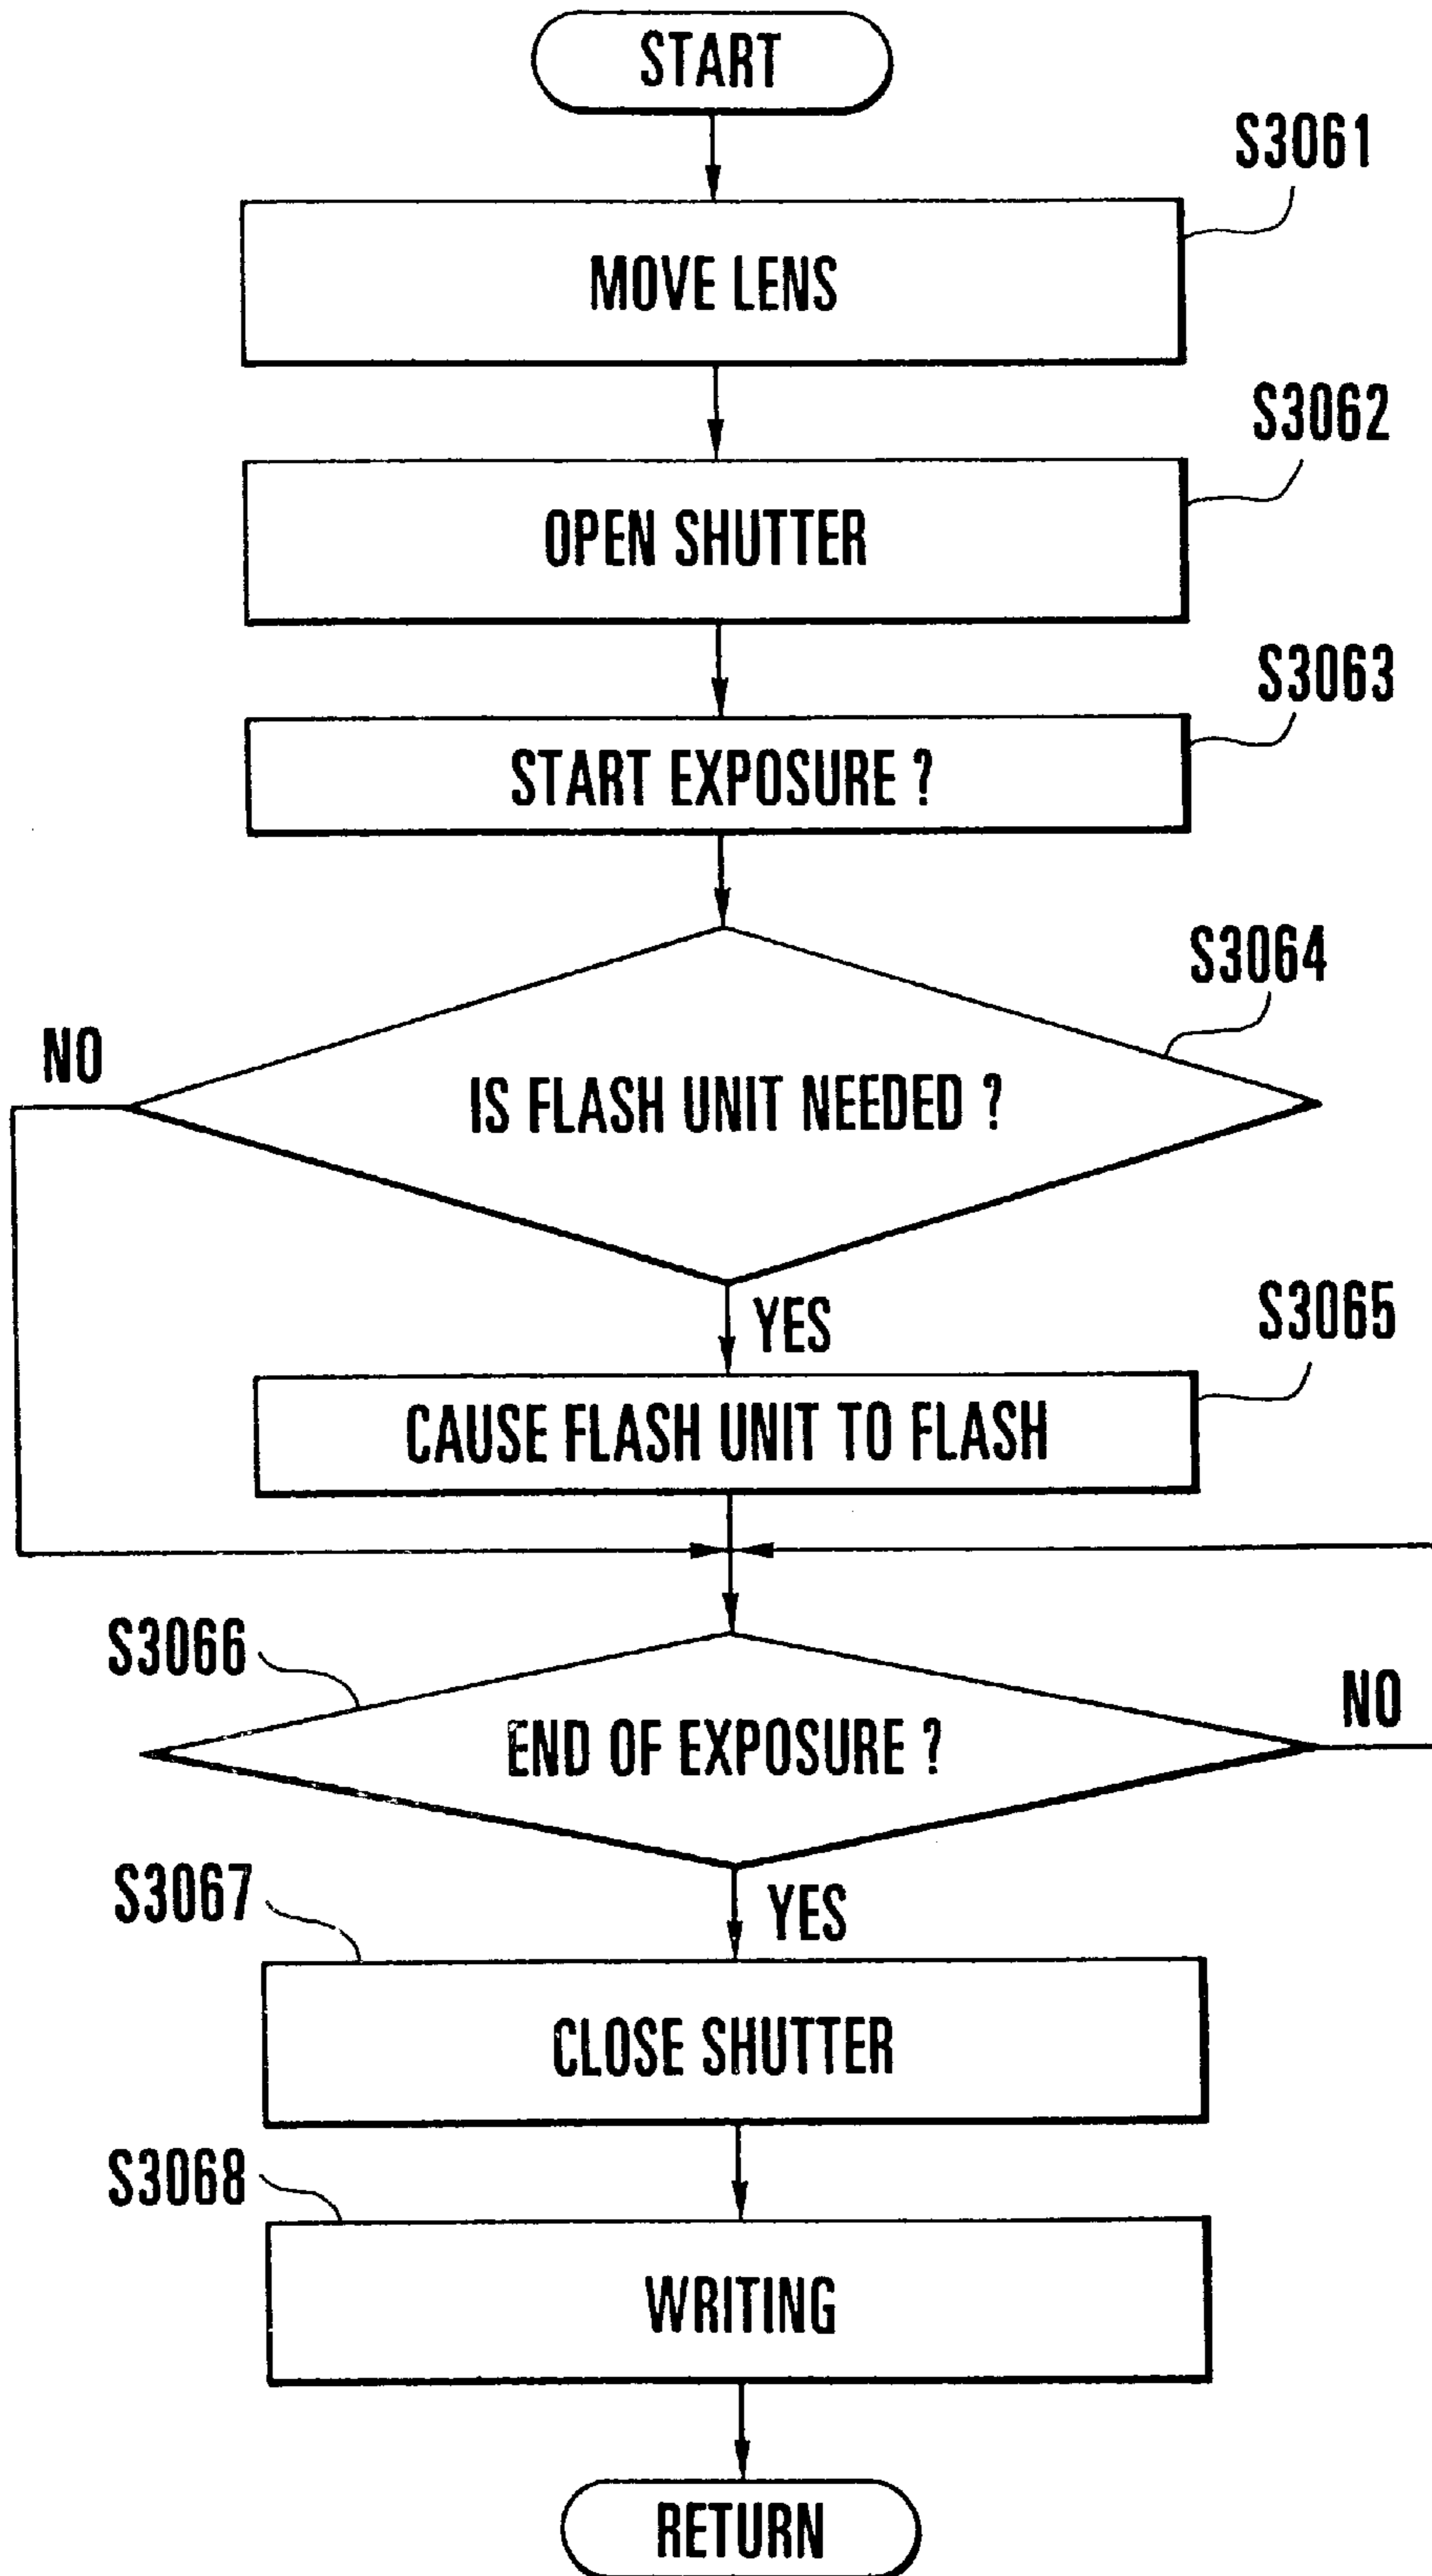 START
S3061
MOVE LENS
S3062
OPEN SHUTTER
S3063
START EXPOSURE ?
S3064
NO
IS FLASH UNIT NEEDED ?
YES
S3065
CAUSE FLASH UNIT TO FLASH
S3066
NO
END OF EXPOSURE ?
S3067
YES
CLOSE SHUTTER
S3068
WRITING
RETURN